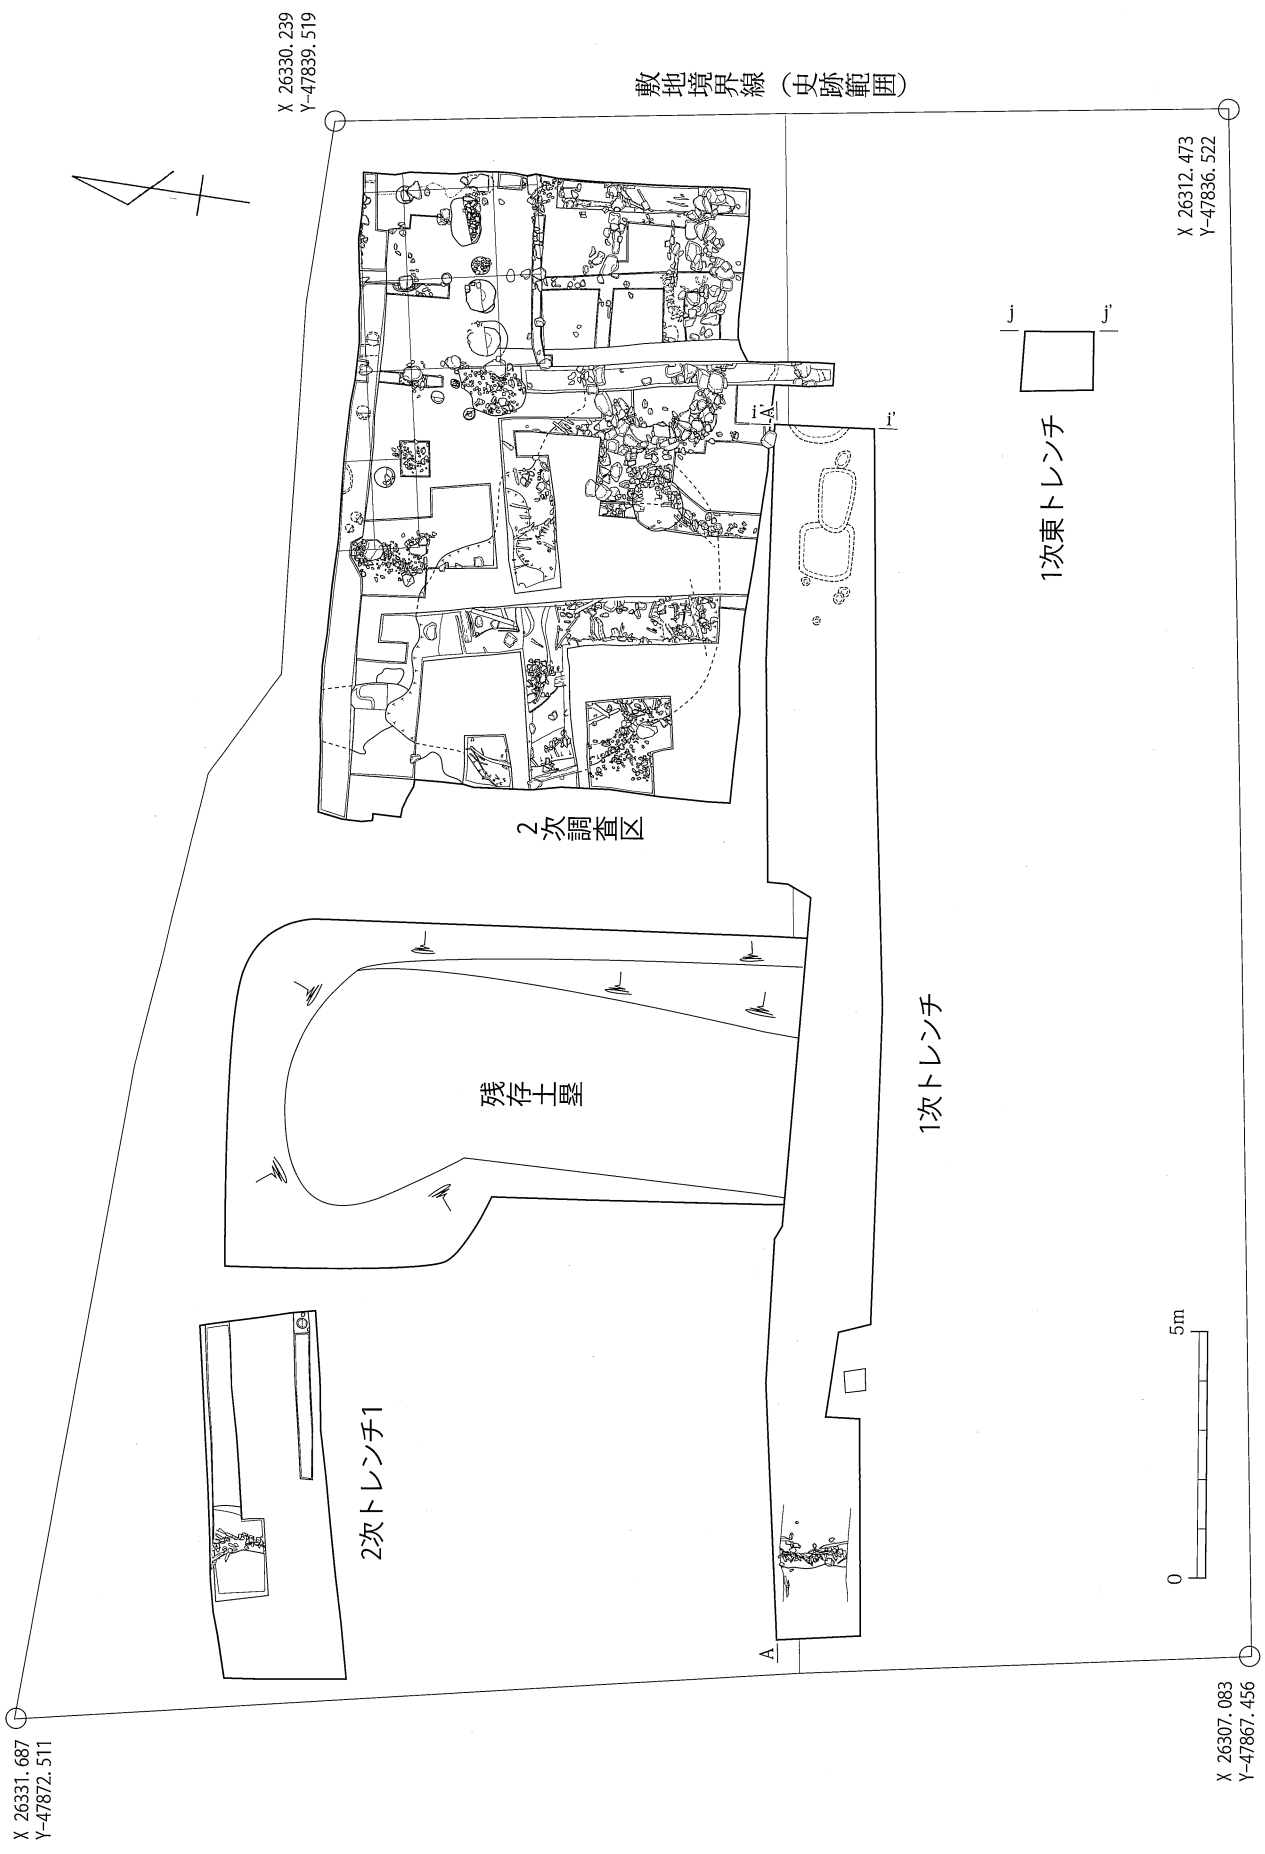 X 26330.239
Y-47839.519
敷地境界線（史跡範囲）
X 26312.473
Y-47836.522
j
j'
1次東トレンチ
i'
A'
i'
2次調査区
残存土塁
1次トレンチ
2次トレンチ1
A
0
5m
X 26331.687
Y-47872.511
X 26307.083
Y-47867.456